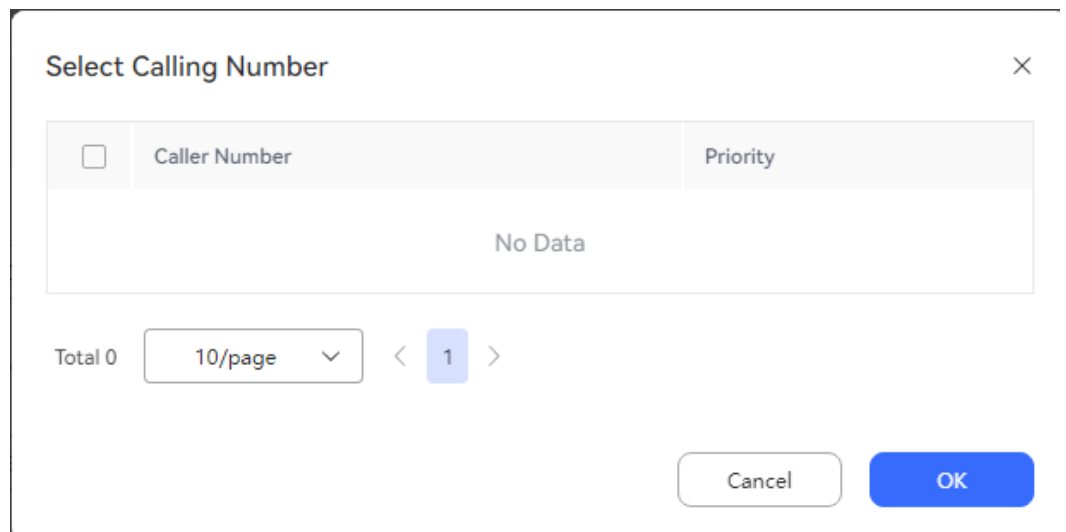 Select Calling Number
Caller Number Priority
No Data
Total 0 10/page 1
Cancel OK